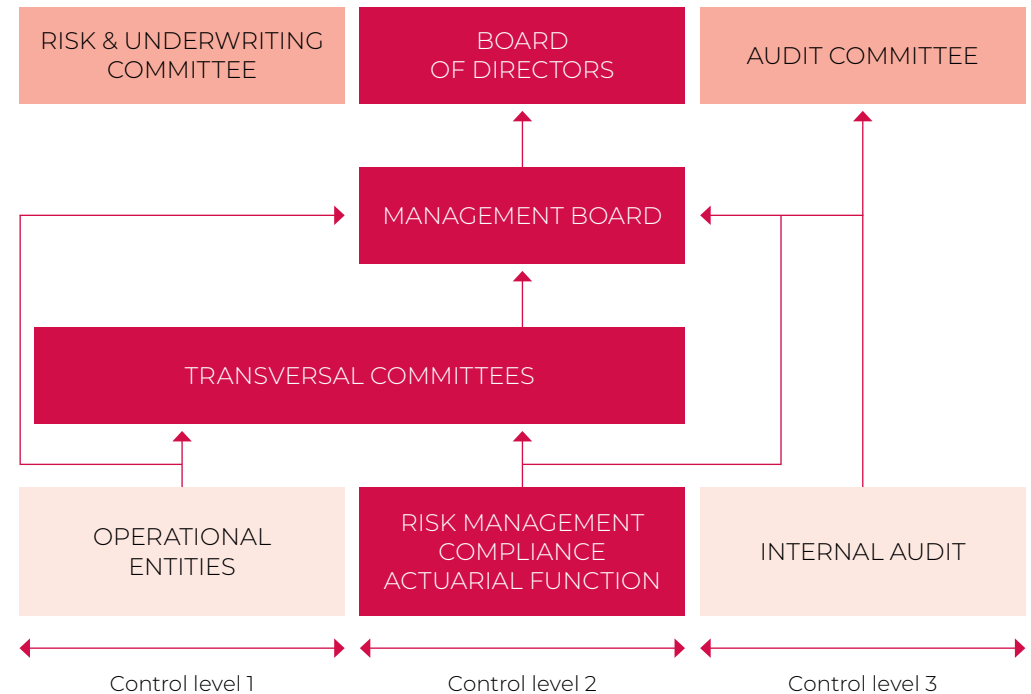 RISK & UNDERWRITING
COMMITTEE
BOARD
OF DIRECTORS
AUDIT COMMITTEE
MANAGEMENT BOARD
TRANSVERSAL COMMITTEES
OPERATIONAL
ENTITIES
RISK MANAGEMENT
COMPLIANCE
ACTUARIAL FUNCTION
INTERNAL AUDIT
Control level 1
Control level 2
Control level 3